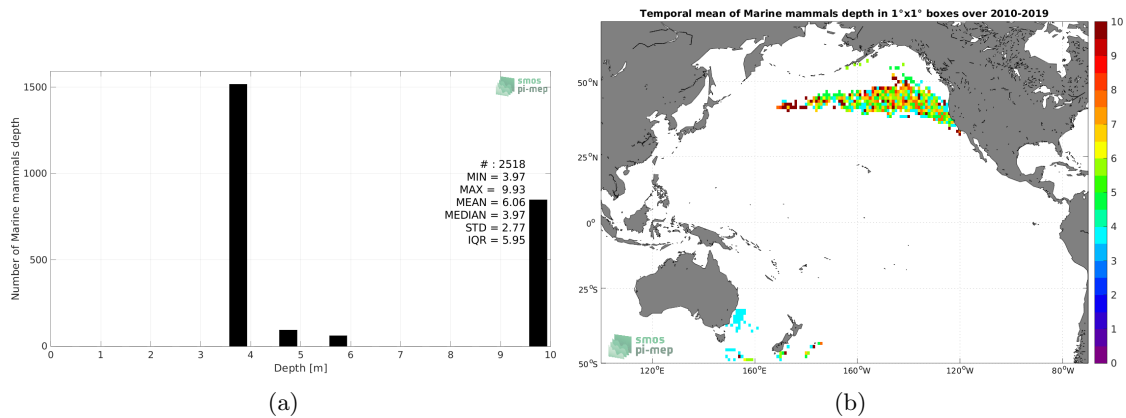 Number of Marine mammals depth
1500
1000
500
0
smos
pi-mep
# : 2518
MIN = 3.97
MAX = 9.93
MEAN = 6.06
MEDIAN = 3.97
STD = 2.77
IQR = 5.95
0 1 2 3 4 5 6 7 8 9 10
Depth [m]
(a)
Temporal mean of Marine mammals depth in 1°x1° boxes over 2010-2019
50°N
25°N
0°
25°S
50°S
120°E 160°E 160°W 120°W 80°W
smos
pi-mep
10
9
8
7
6
5
4
3
2
1
0
(b)